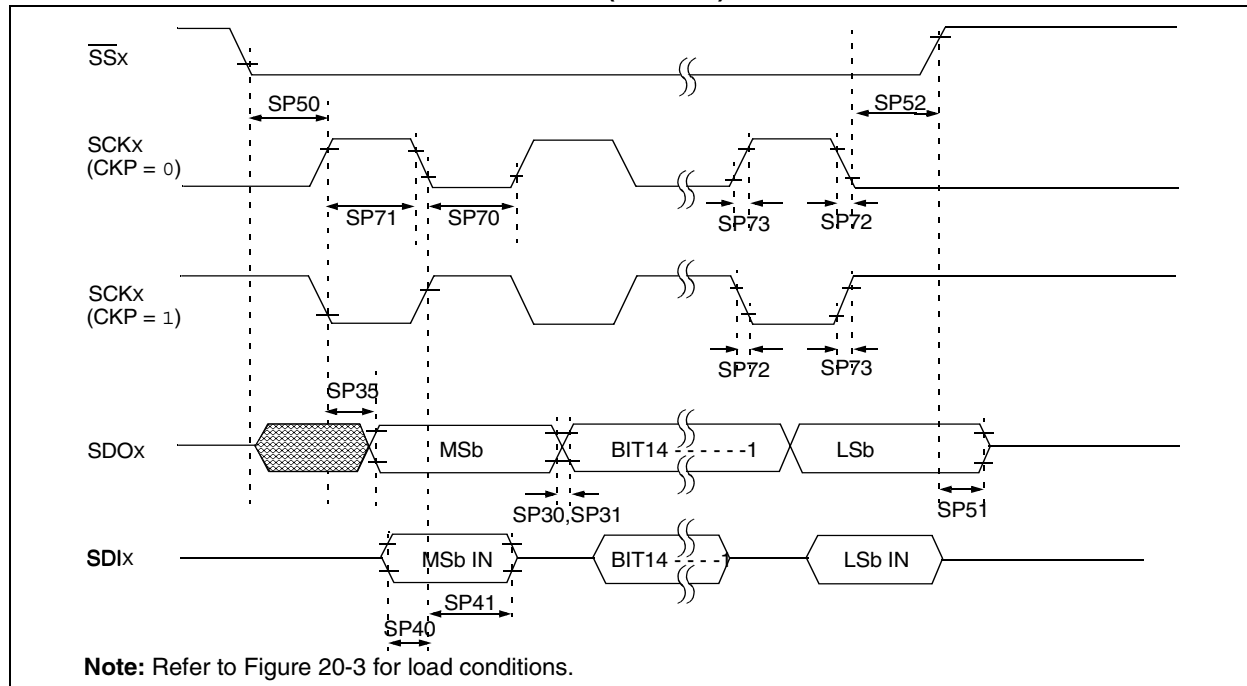 SSx
SP50
SP52
SCKx
(CKP = 0)
SP71
SP70
SP73
SP72
SCKx
(CKP = 1)
SP72
SP73
SP35
SDOx
MSb
BIT14 - - - - - -1
LSb
SP30,SP31
SP51
SDIx
MSb IN
BIT14 - - - - -1
LSb IN
SP41
SP40
Note: Refer to Figure 20-3 for load conditions.